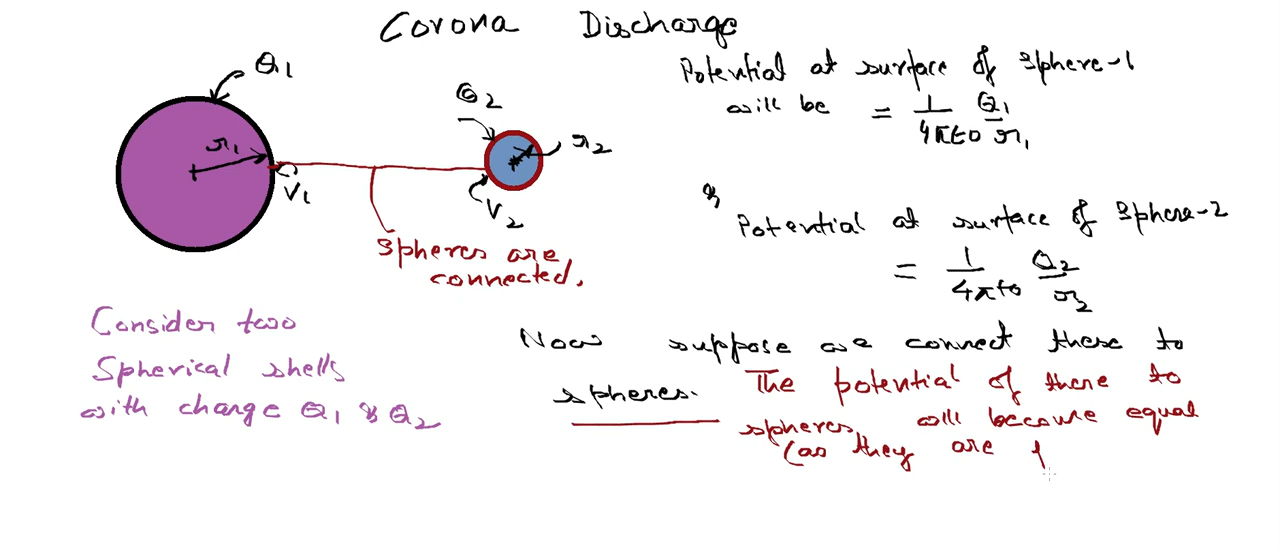 Corona Discharge
Q1
r1
V1
Q2
r2
V2
Spheres are
connected.
Consider two
Spherical shells
with charge Q1 & Q2
Potential at surface of Sphere-1
will be = 1/4πε0 Q1/r1
& Potential at surface of Sphere-2
= 1/4πε0 Q2/r2
Now suppose we connect these to
spheres. The potential of these to
spheres will become equal
(as they are